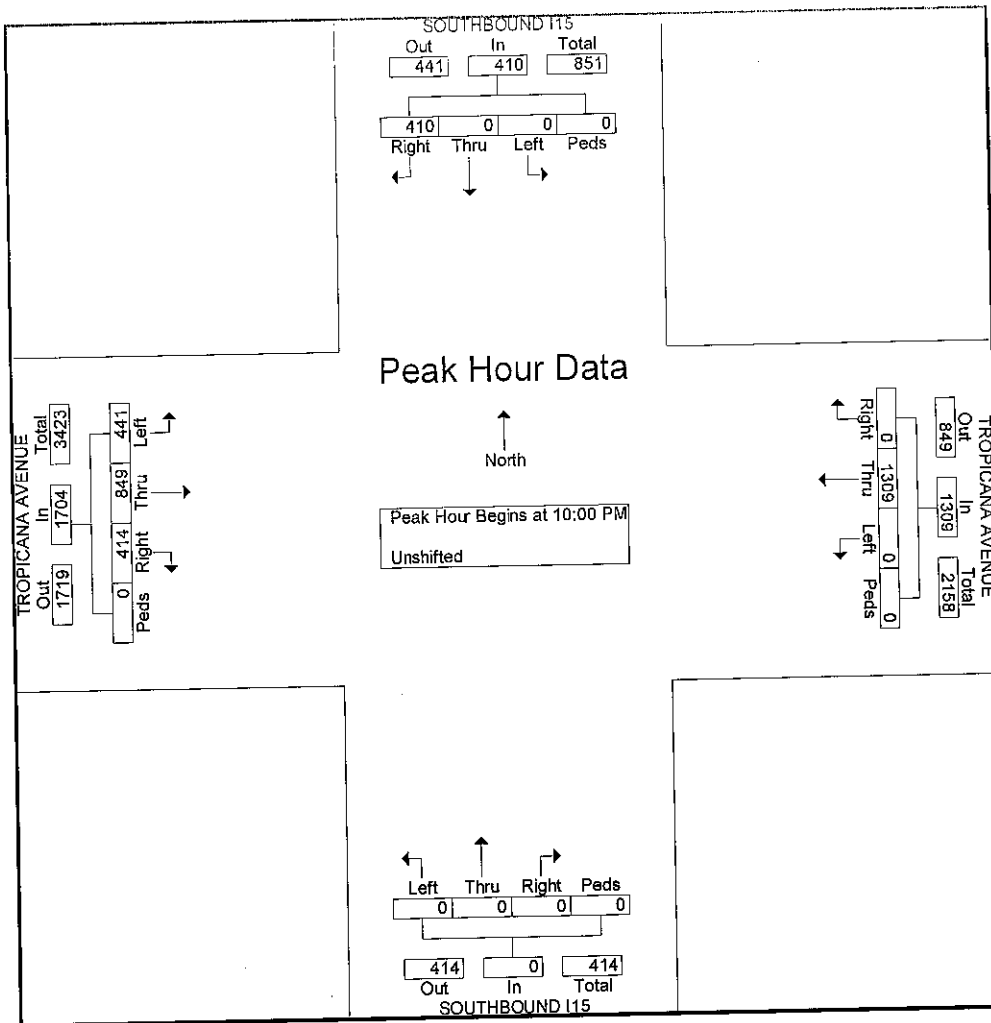 SOUTHBOUND I15
Out In Total
441 410 851
410 0 0 0
Right Thru Left Peds
Peak Hour Data
North
Peak Hour Begins at 10:00 PM
Unshifted
TROPICANA AVENUE
Total In Out
3423 1704 1719
441 849 414 0
Left Thru Right Peds
TROPICANA AVENUE
Out In Total
849 1309 2158
0 1309 0 0
Right Thru Left Peds
Left Thru Right Peds
0 0 0 0
414 0 414
Out In Total
SOUTHBOUND I15